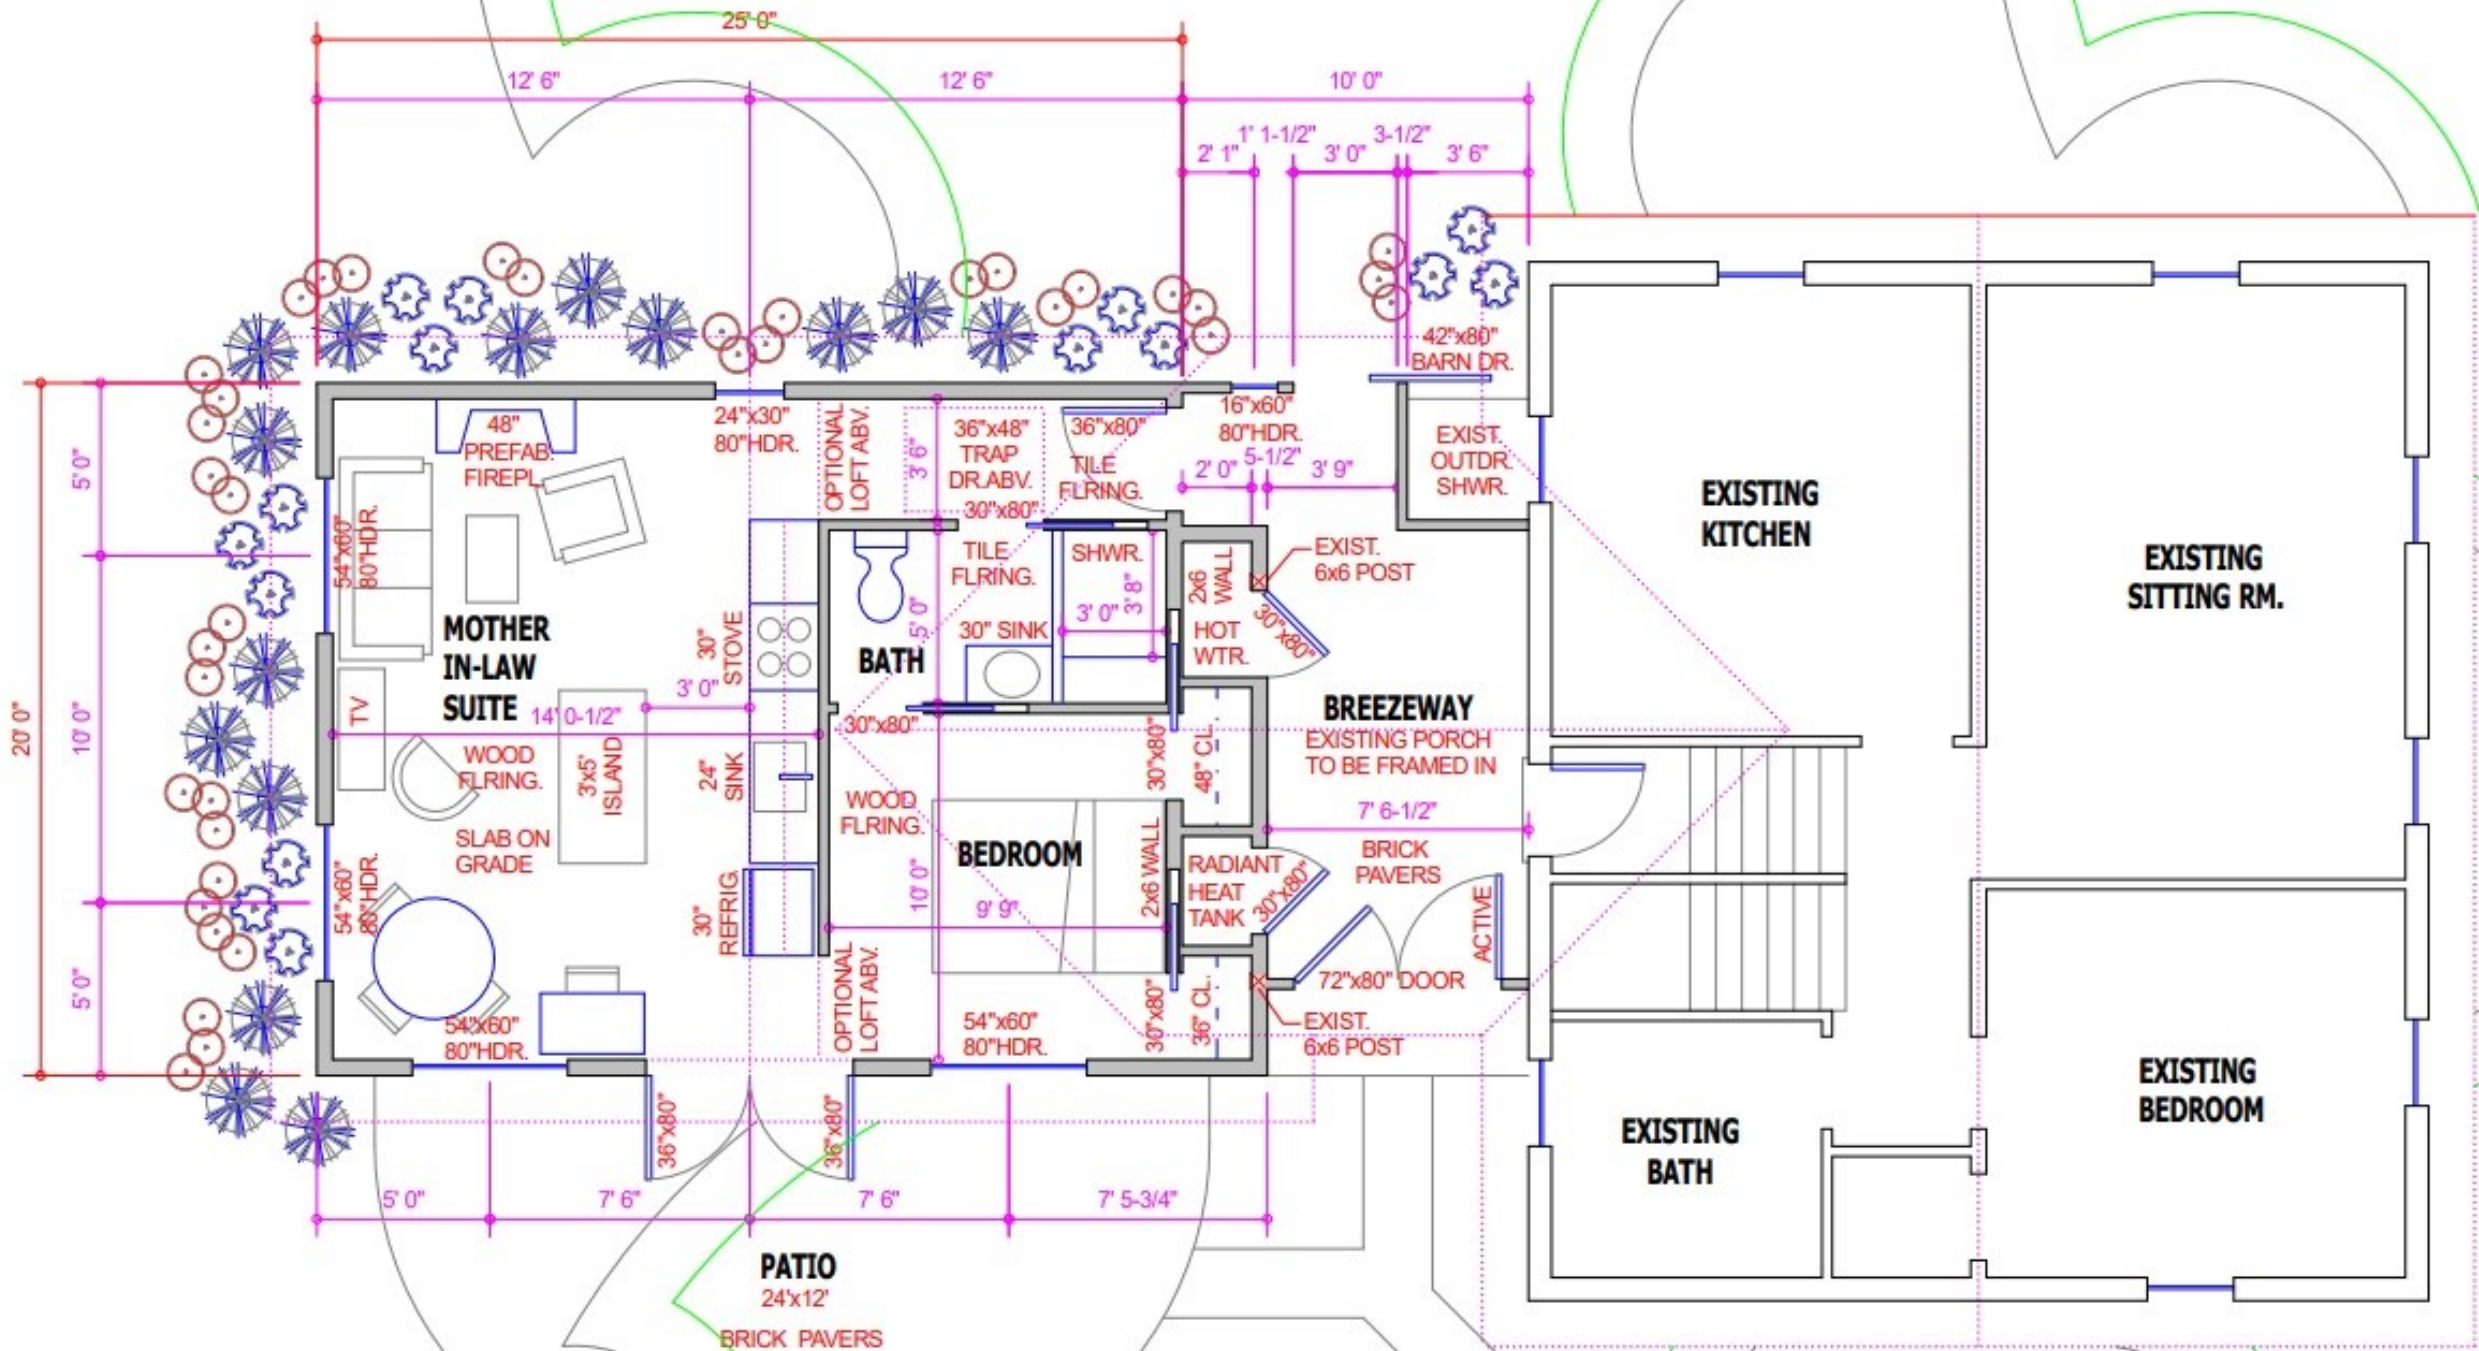 25' 0"
12' 6"
12' 6"
10' 0"
1' 1-1/2"
3-1/2"
2' 1"
3' 0"
3' 6"
42"x80"
BARN DR.
48"
PREFAB.
FIREPL.
24"x30"
80"HDR.
OPTIONAL
LOFT ABV.
3' 6"
36"x48"
TRAP
DR.ABV.
30"x80"
36"x80"
TILE
FLRING.
16"x60"
80"HDR.
2' 0"
5-1/2"
3' 9"
EXIST.
OUTDR.
SHWR.
EXISTING
KITCHEN
EXISTING
SITTING RM.
5' 0"
10' 0"
20' 0"
5' 0"
54"x60"
80"HDR.
MOTHER
IN-LAW
SUITE
TV
14' 0-1/2"
WOOD
FLRING.
SLAB ON
GRADE
3'x5'
ISLAND
3' 0"
30"
STOVE
24"
SINK
30"
REFRIG.
BATH
TILE
FLRING.
5' 0"
30" SINK
SHWR.
3' 0"
3' 8"
2x6
WALL
HOT
WTR.
EXIST.
6x6 POST
30"x80"
BREEZEWAY
EXISTING PORCH
TO BE FRAMED IN
7' 6-1/2"
BRICK
PAVERS
30"x80"
WOOD
FLRING.
BEDROOM
10' 0"
9' 9"
30"x80"
48" CL.
2x6 WALL
RADIANT
HEAT
TANK
30"x80"
ACTIVE
72"x80" DOOR
54"x60"
80"HDR.
54"x60"
80"HDR.
OPTIONAL
LOFT ABV.
54"x60"
80"HDR.
30"x80"
36" CL.
EXIST.
6x6 POST
36"x80"
36"x80"
5' 0"
7' 6"
7' 6"
7' 5-3/4"
EXISTING
BATH
EXISTING
BEDROOM
PATIO
24'x12'
BRICK PAVERS